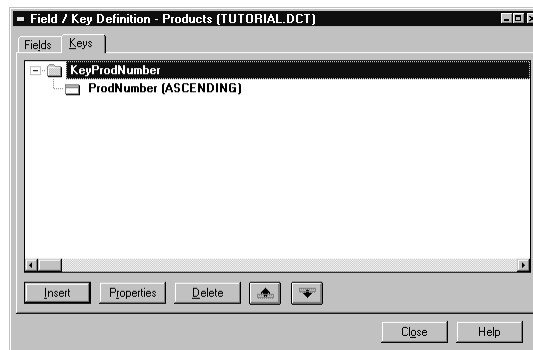 Field / Key Definition - Products (TUTORIAL.DCT)
Fields Keys
KeyProdNumber
ProdNumber (ASCENDING)
Insert Properties Delete
Close Help